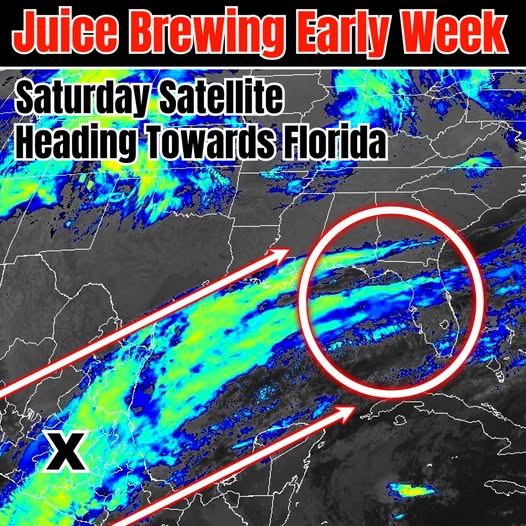 Juice Brewing Early Week
Saturday Satellite
Heading Towards Florida
X